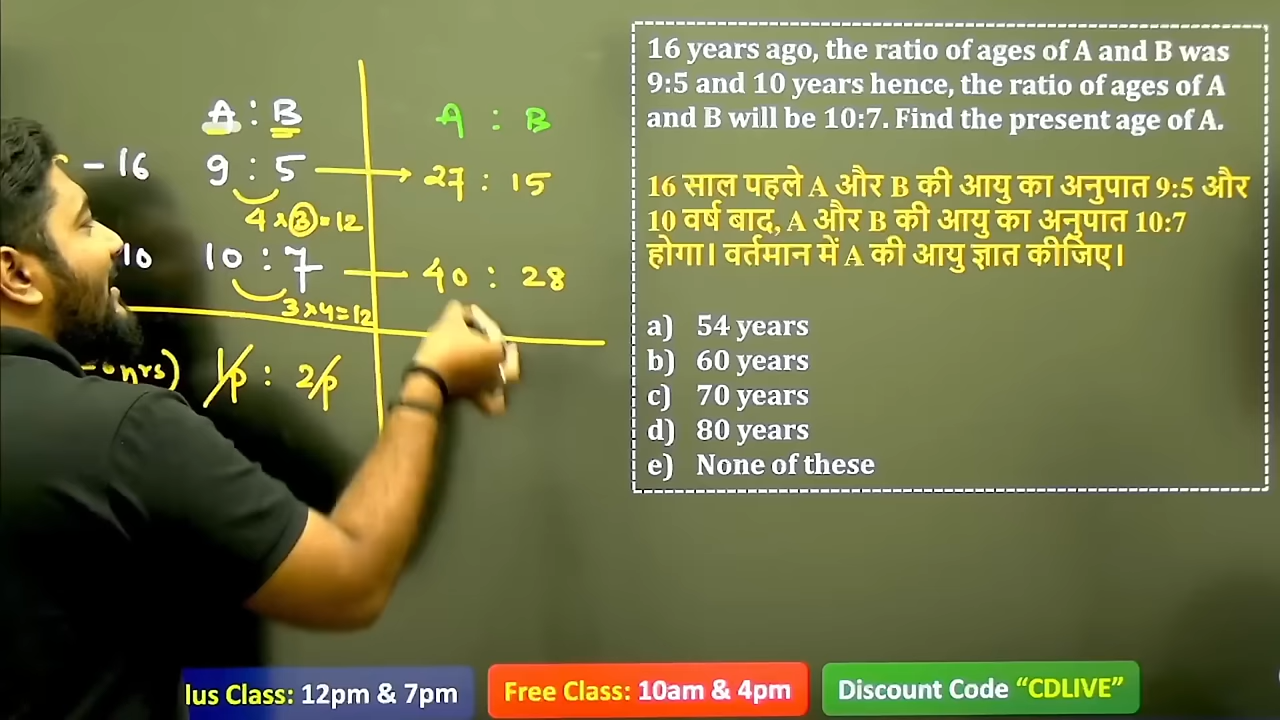 A : B
- 16 9 : 5
4 × 3 = 12
10 10 : 7
3 × 4 = 12
1p : 2p
A : B
27 : 15
40 : 28
16 years ago, the ratio of ages of A and B was
9:5 and 10 years hence, the ratio of ages of A
and B will be 10:7. Find the present age of A.
16 साल पहले A और B की आयु का अनुपात 9:5 और
10 वर्ष बाद, A और B की आयु का अनुपात 10:7
होगा। वर्तमान में A की आयु ज्ञात कीजिए।
a) 54 years
b) 60 years
c) 70 years
d) 80 years
e) None of these
lus Class: 12pm & 7pm
Free Class: 10am & 4pm
Discount Code “CDLIVE”